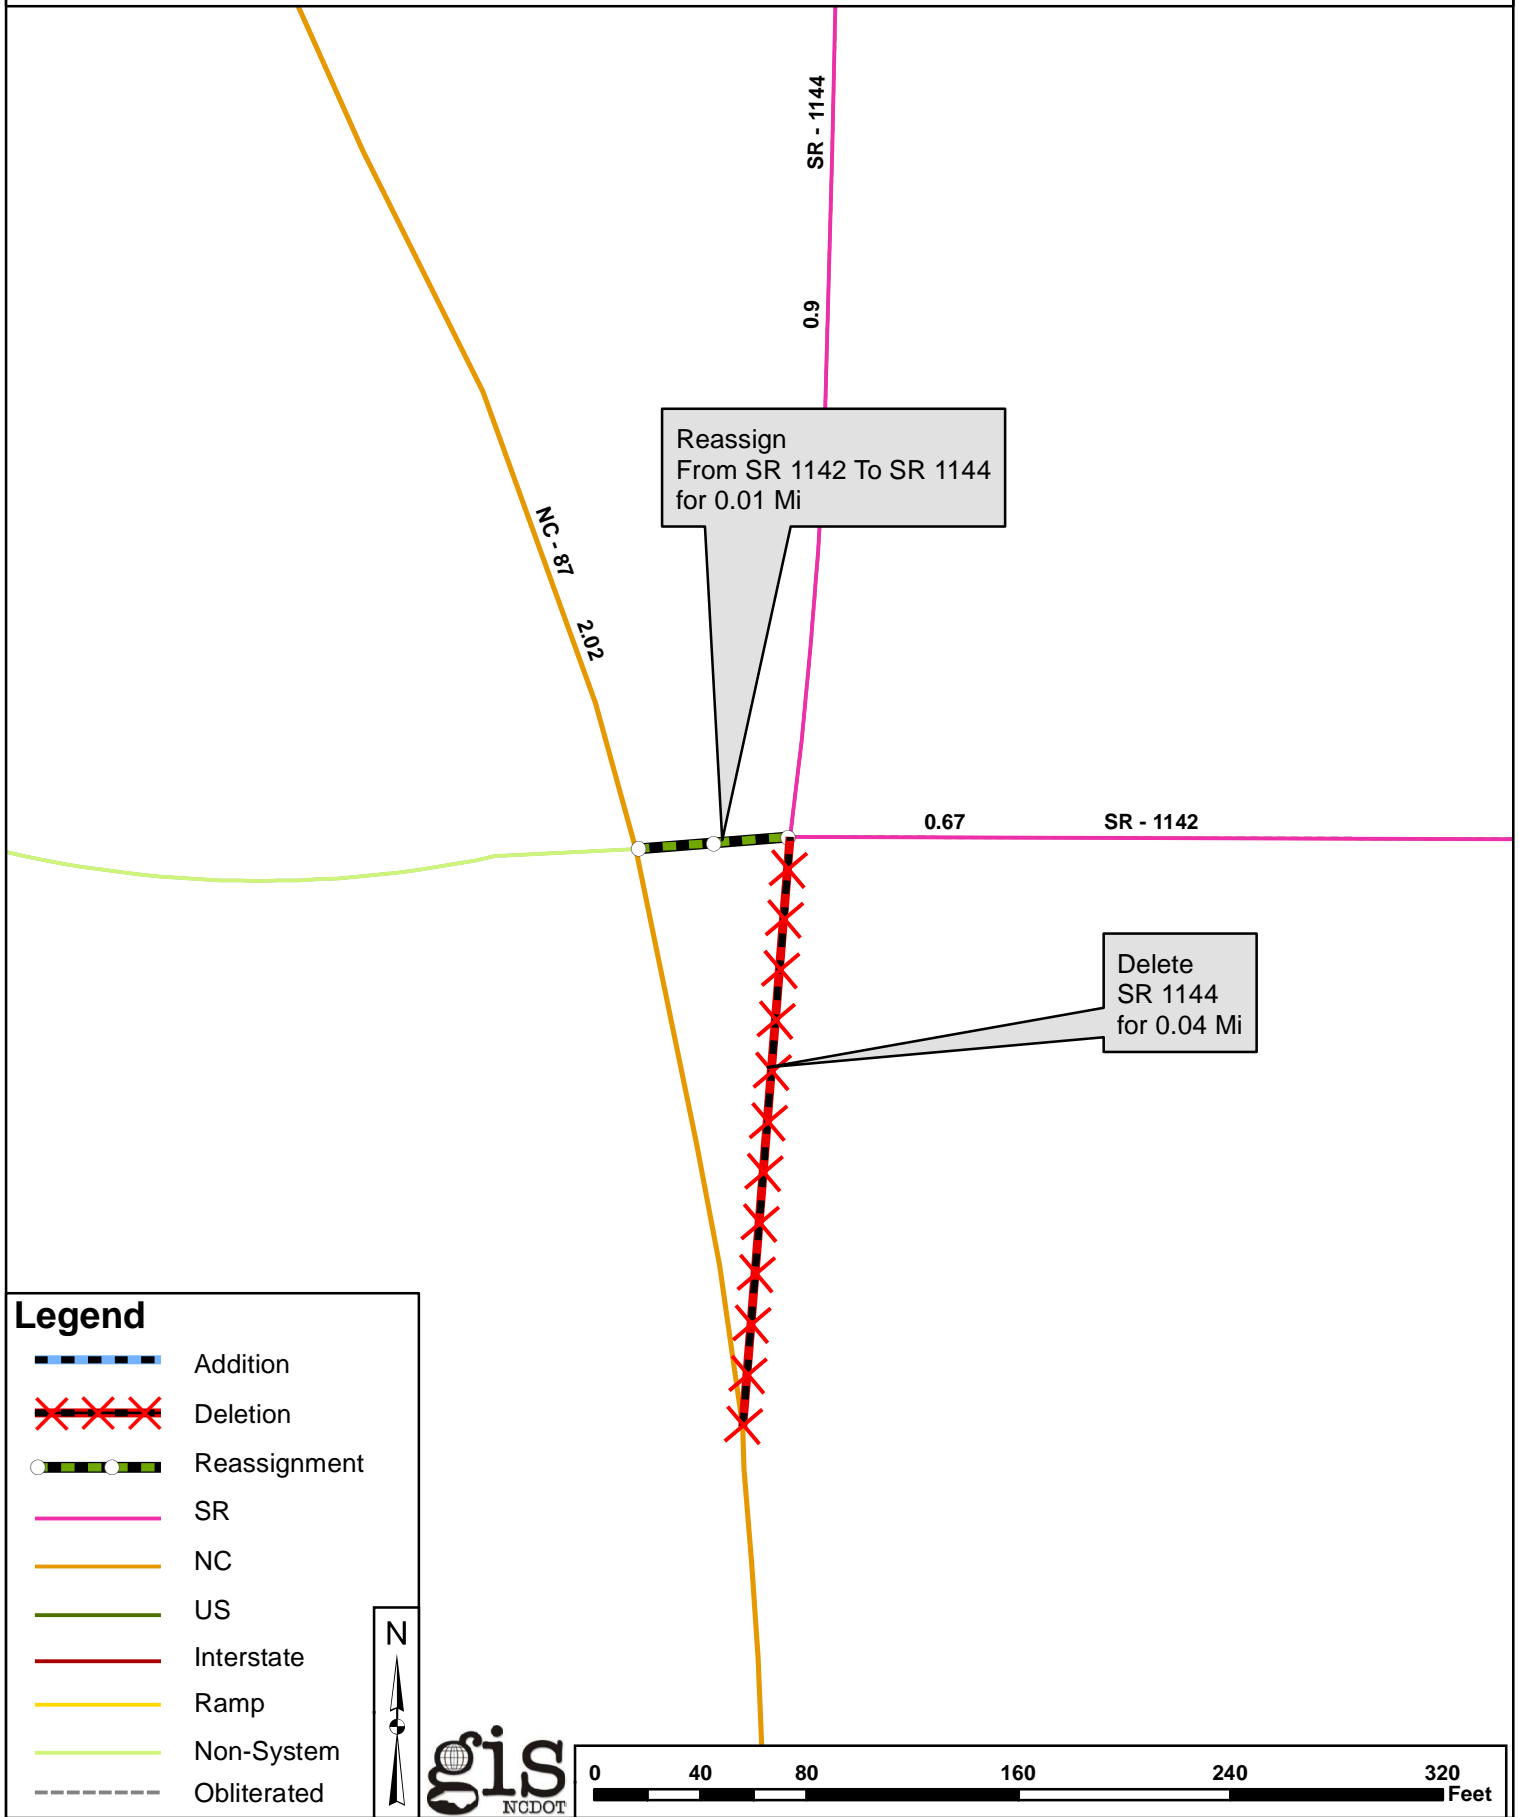 SR - 1144
0.9
Reassign
From SR 1142 To SR 1144
for 0.01 Mi
NC - 87
2.02
0.67
SR - 1142
Delete
SR 1144
for 0.04 Mi
Legend
Addition
Deletion
Reassignment
SR
NC
US
Interstate
Ramp
Non-System
Obliterated
N
gis
NCDOT
0 40 80 160 240 320
Feet